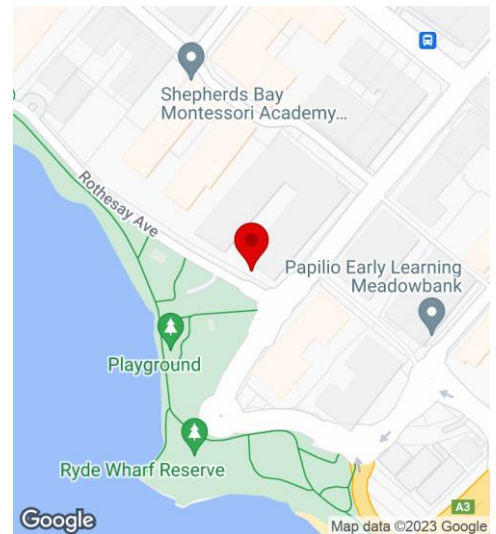 Shepherds Bay
Montessori Academy...
Rothesay Ave
Papilio Early Learning
Meadowbank
Playground
Ryde Wharf Reserve
A3
Google
Map data ©2023 Google